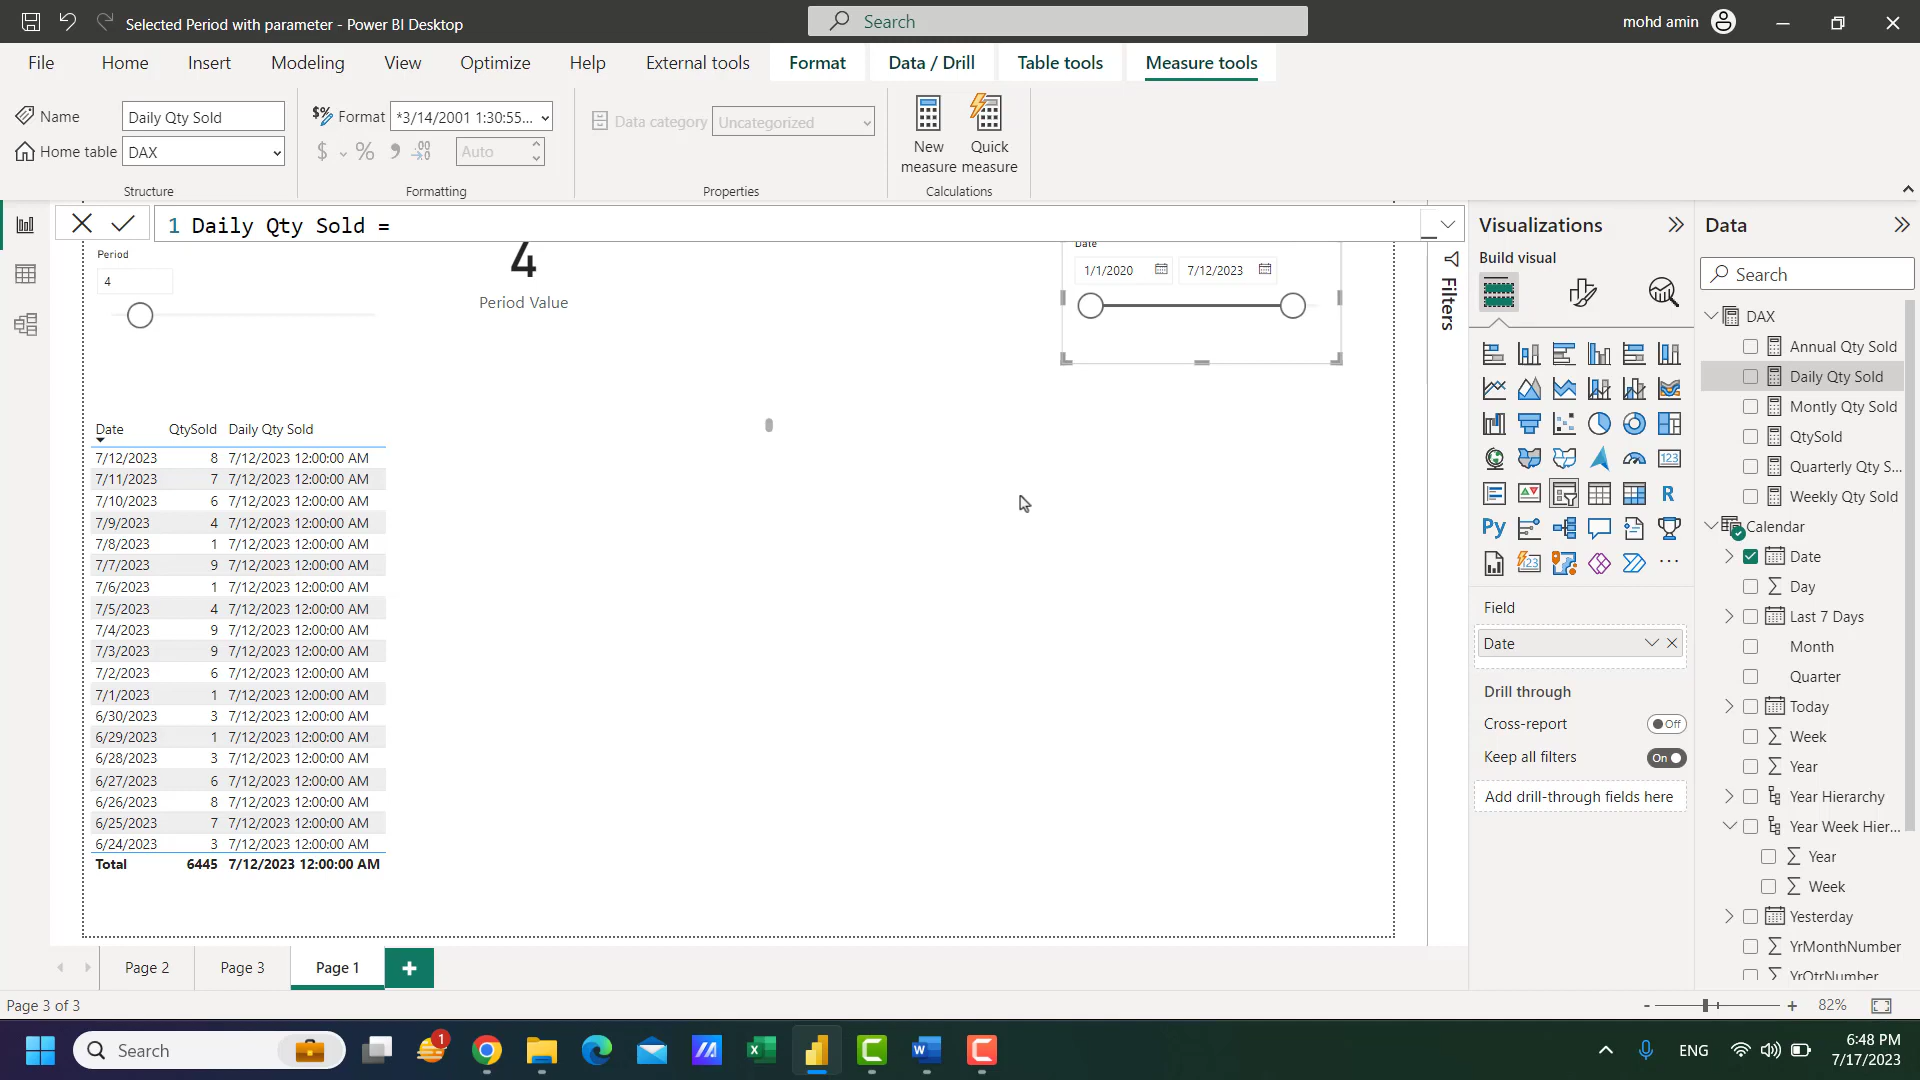 Selected Period with parameter - Power BI Desktop
Search
mohd amin
File Home Insert Modeling View Optimize Help External tools Format Data / Drill Table tools Measure tools
Name Daily Qty Sold
Home table DAX
Structure
Format *3/14/2001 1:30:55...
$ % Auto
Formatting
Data category Uncategorized
Properties
New measure
Quick measure
Calculations
1 Daily Qty Sold =
Period
4
4
Period Value
Date
1/1/2020 7/12/2023
Date QtySold Daily Qty Sold
7/12/2023 8 7/12/2023 12:00:00 AM
7/11/2023 7 7/12/2023 12:00:00 AM
7/10/2023 6 7/12/2023 12:00:00 AM
7/9/2023 4 7/12/2023 12:00:00 AM
7/8/2023 1 7/12/2023 12:00:00 AM
7/7/2023 9 7/12/2023 12:00:00 AM
7/6/2023 1 7/12/2023 12:00:00 AM
7/5/2023 4 7/12/2023 12:00:00 AM
7/4/2023 9 7/12/2023 12:00:00 AM
7/3/2023 9 7/12/2023 12:00:00 AM
7/2/2023 6 7/12/2023 12:00:00 AM
7/1/2023 1 7/12/2023 12:00:00 AM
6/30/2023 3 7/12/2023 12:00:00 AM
6/29/2023 1 7/12/2023 12:00:00 AM
6/28/2023 3 7/12/2023 12:00:00 AM
6/27/2023 6 7/12/2023 12:00:00 AM
6/26/2023 8 7/12/2023 12:00:00 AM
6/25/2023 7 7/12/2023 12:00:00 AM
6/24/2023 3 7/12/2023 12:00:00 AM
Total 6445 7/12/2023 12:00:00 AM
Filters
Visualizations
Build visual
123
R
Py
123
Field
Date
Drill through
Cross-report Off
Keep all filters On
Add drill-through fields here
Data
Search
DAX
Annual Qty Sold
Daily Qty Sold
Montly Qty Sold
QtySold
Quarterly Qty S...
Weekly Qty Sold
Calendar
Date
Day
Last 7 Days
Month
Quarter
Today
Week
Year
Year Hierarchy
Year Week Hier...
Year
Week
Yesterday
YrMonthNumber
YrQtrNumber
Page 2 Page 3 Page 1
Page 3 of 3
82%
Search
1
ENG
6:48 PM
7/17/2023